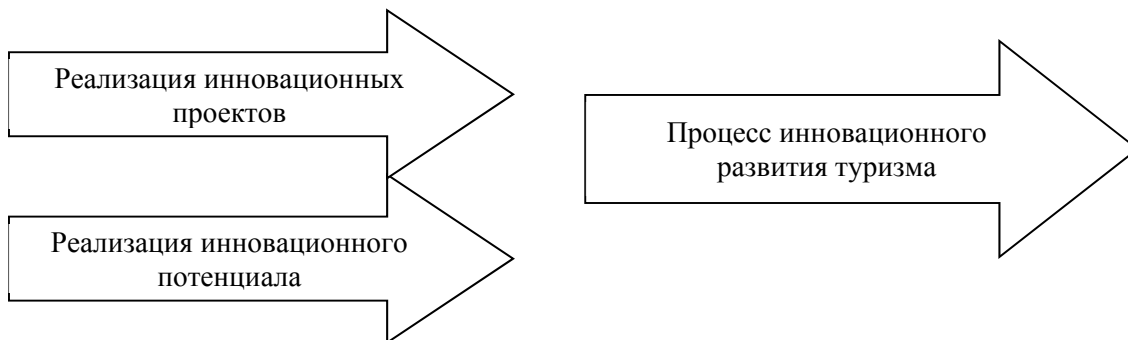 Реализация инновационных
проектов
Процесс инновационного
развития туризма
Реализация инновационного
потенциала